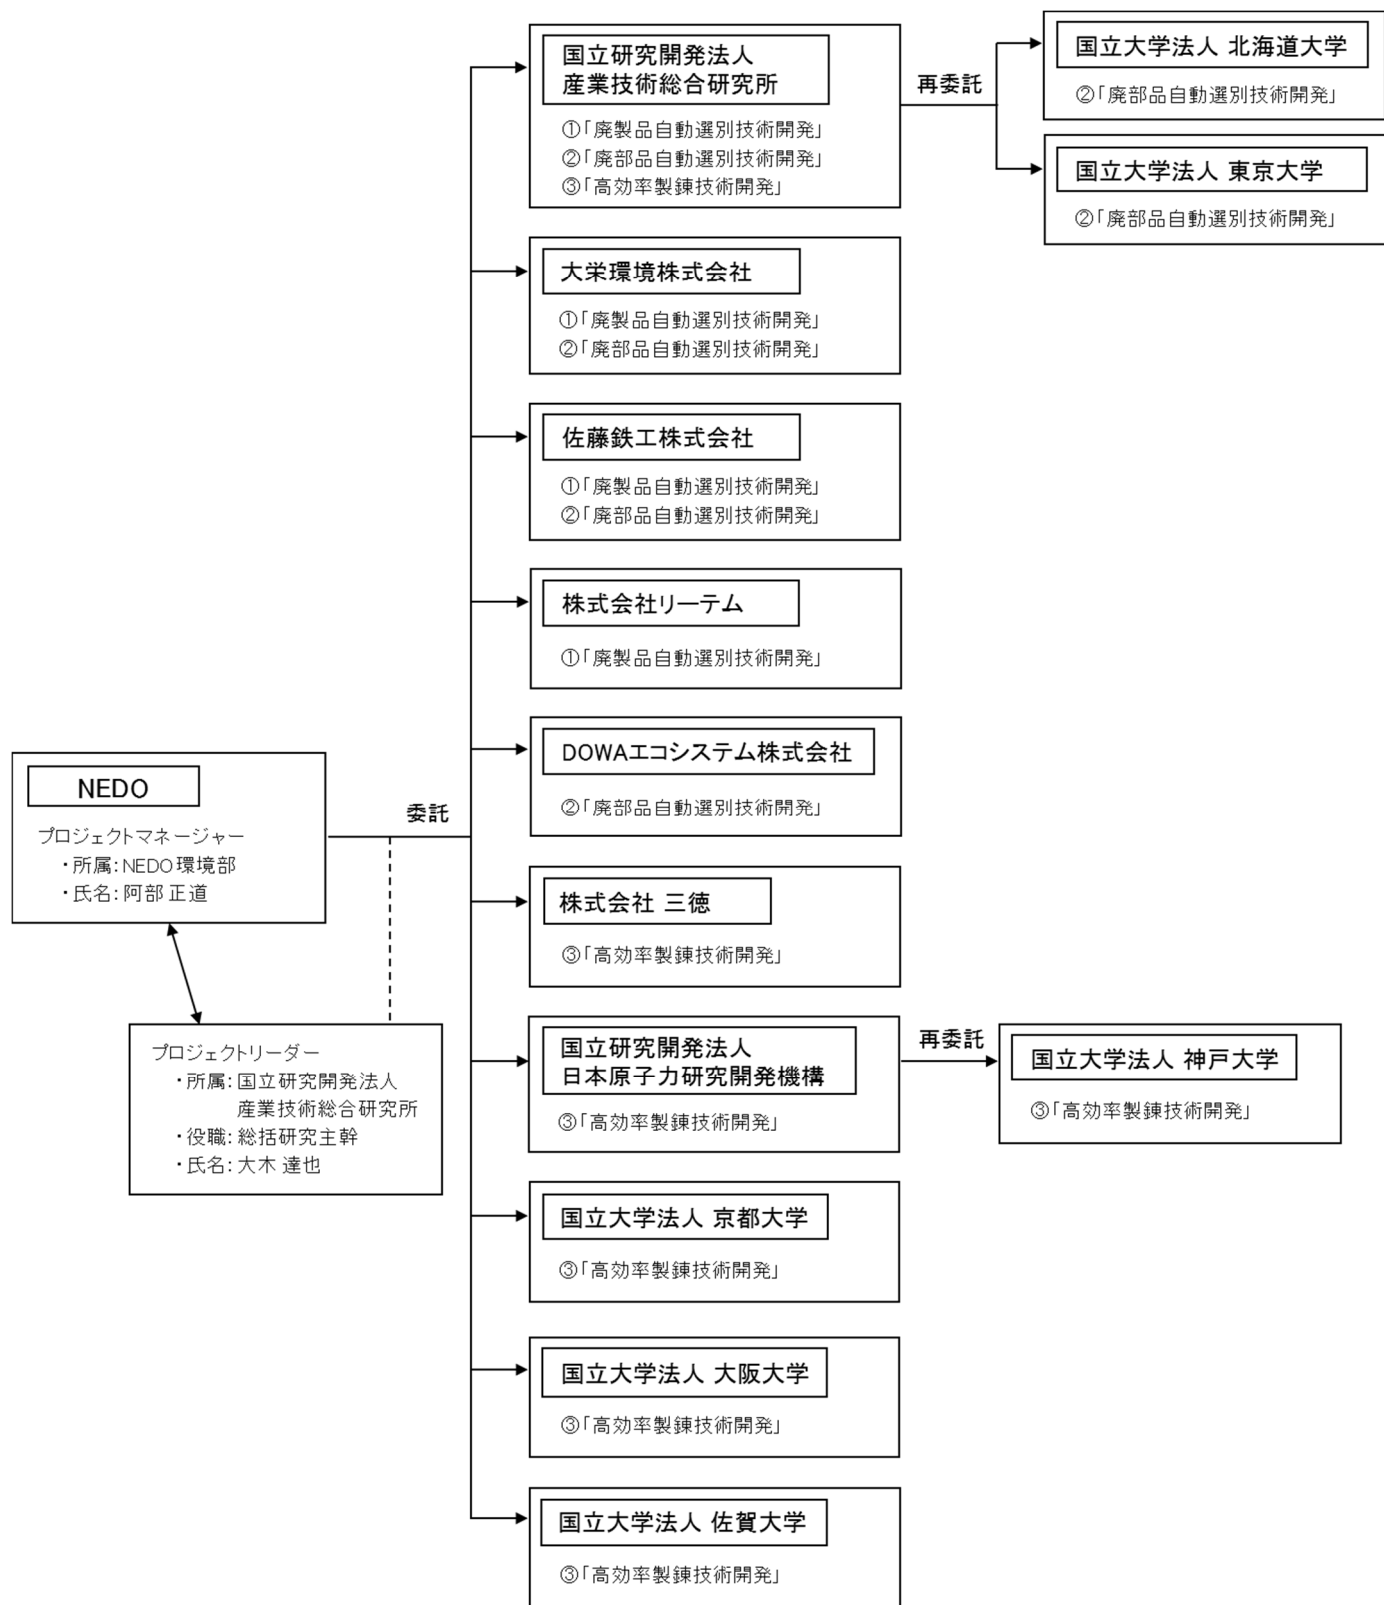 NEDO
プロジェクトマネージャー
・所属：NEDO 環境部
・氏名：阿部 正道
プロジェクトリーダー
・所属：国立研究開発法人
産業技術総合研究所
・役職：総括研究主幹
・氏名：大木 達也
委託
国立研究開発法人
産業技術総合研究所
①「廃製品自動選別技術開発」
②「廃部品自動選別技術開発」
③「高効率製錬技術開発」
再委託
国立大学法人 北海道大学
②「廃部品自動選別技術開発」
国立大学法人 東京大学
②「廃部品自動選別技術開発」
大栄環境株式会社
①「廃製品自動選別技術開発」
②「廃部品自動選別技術開発」
佐藤鉄工株式会社
①「廃製品自動選別技術開発」
②「廃部品自動選別技術開発」
株式会社リーテム
①「廃製品自動選別技術開発」
DOWAエコシステム株式会社
②「廃部品自動選別技術開発」
株式会社 三徳
③「高効率製錬技術開発」
国立研究開発法人
日本原子力研究開発機構
③「高効率製錬技術開発」
再委託
国立大学法人 神戸大学
③「高効率製錬技術開発」
国立大学法人 京都大学
③「高効率製錬技術開発」
国立大学法人 大阪大学
③「高効率製錬技術開発」
国立大学法人 佐賀大学
③「高効率製錬技術開発」